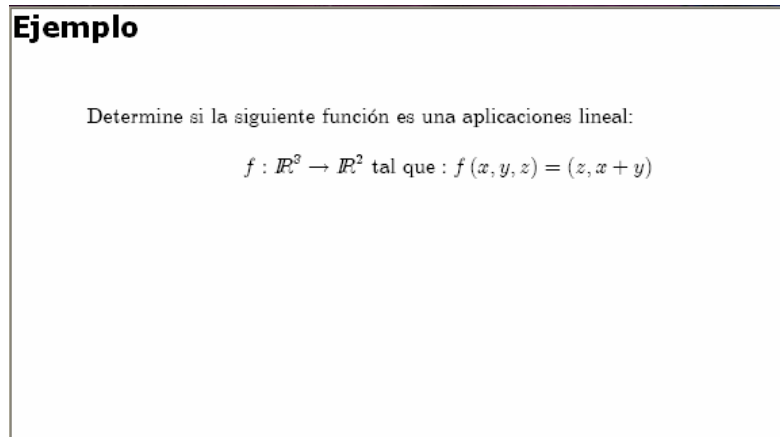 Ejemplo
Determine si la siguiente función es una aplicaciones lineal:
f : ℝ³ → ℝ² tal que : f (x, y, z) = (z, x + y)